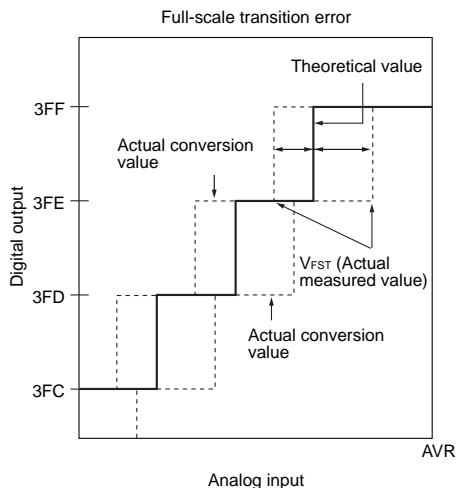 Full-scale transition error
Theoretical value
3FF
Actual conversion
value
3FE
Digital output
VFST (Actual
measured value)
3FD
Actual conversion
value
3FC
AVR
Analog input